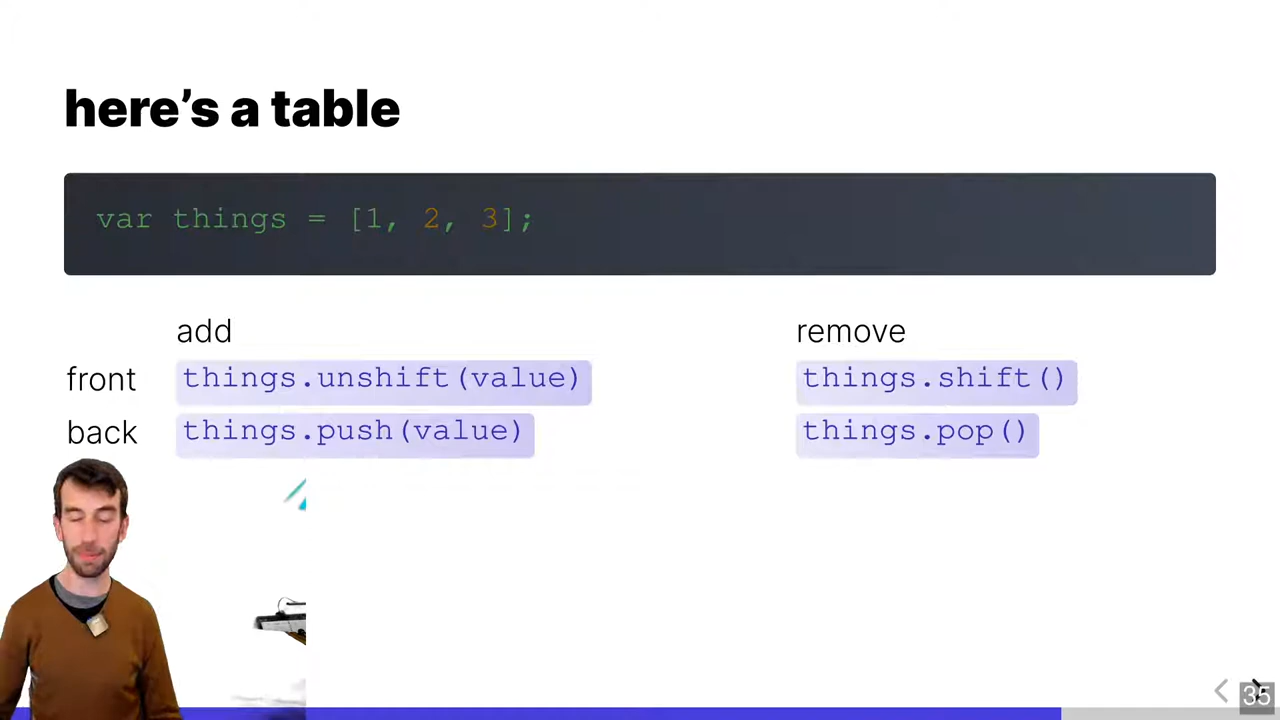 here’s a table
var things = [1, 2, 3];
add remove
front things.unshift(value) things.shift()
back things.push(value) things.pop()
35